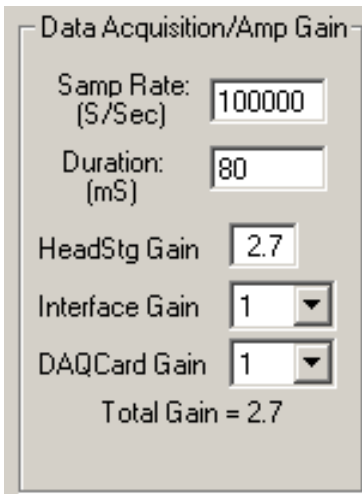 Data Acquisition/Amp Gain
Samp Rate:
(S/Sec)
100000
Duration:
(mS)
80
HeadStg Gain 2.7
Interface Gain 1
DAQCard Gain 1
Total Gain = 2.7